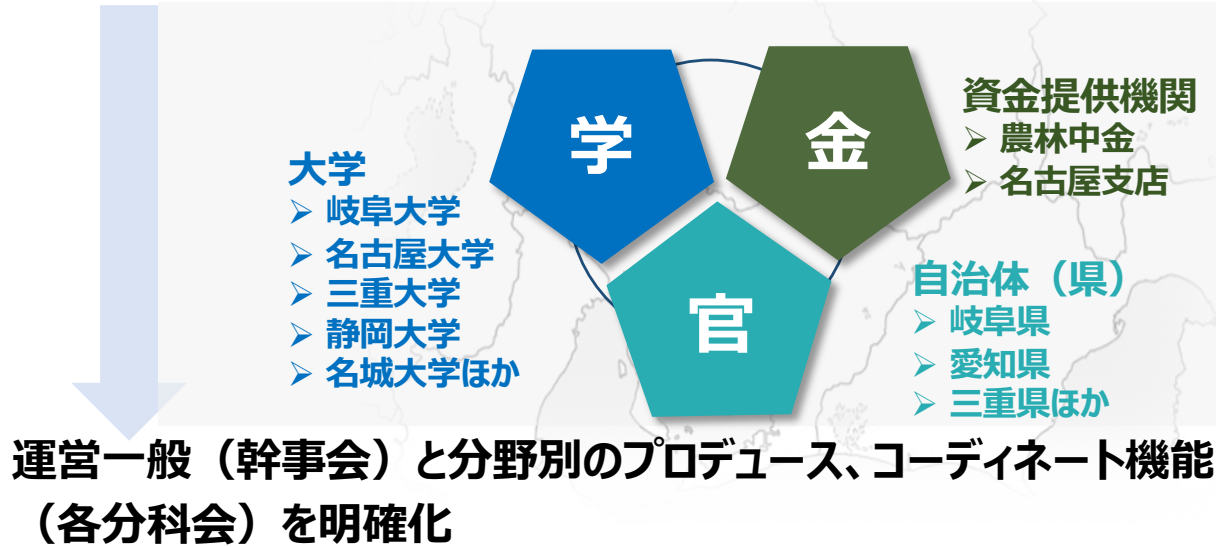 学
金
官
大学
➢ 岐阜大学
➢ 名古屋大学
➢ 三重大学
➢ 静岡大学
➢ 名城大学ほか
資金提供機関
➢ 農林中金
➢ 名古屋支店
自治体（県）
➢ 岐阜県
➢ 愛知県
➢ 三重県ほか
運営一般（幹事会）と分野別のプロデュース、コーディネート機能
（各分科会）を明確化